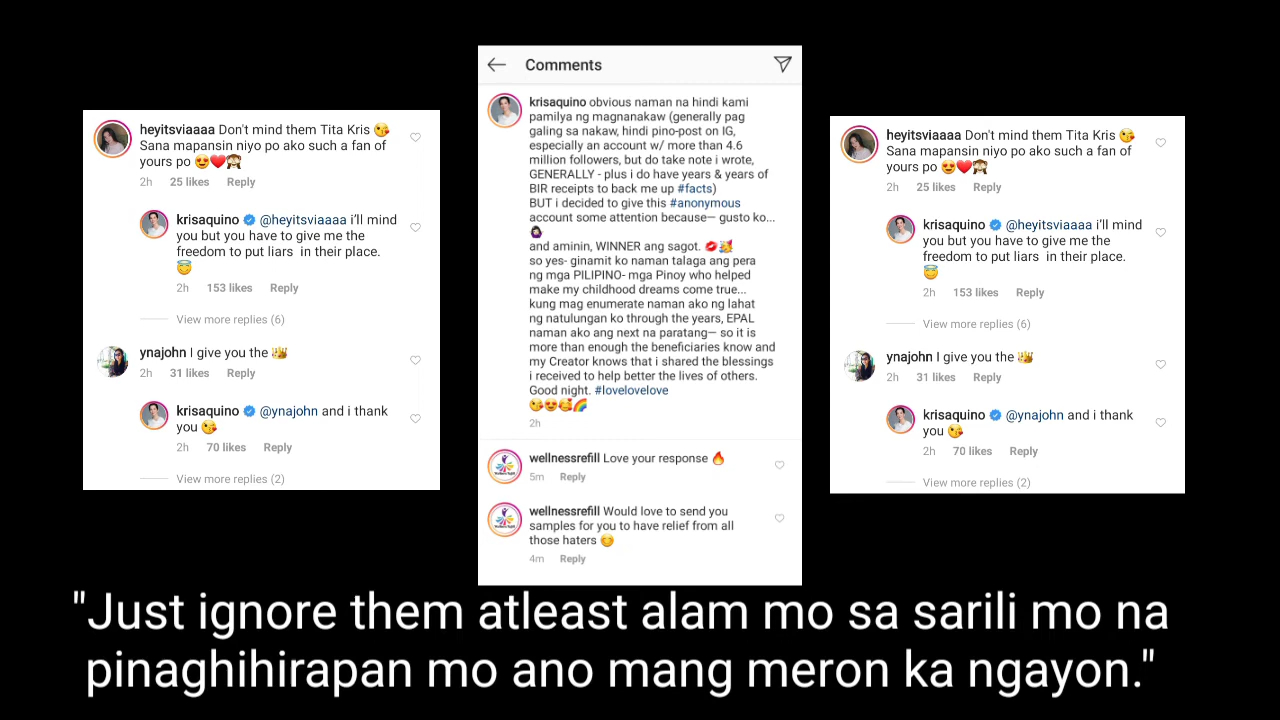 heyitsviaaaa Don't mind them Tita Kris 😘
Sana mapansin niyo po ako such a fan of
yours po 😍❤️🙈
2h 25 likes Reply
krisaquino @heyitsviaaaa i'll mind
you but you have to give me the
freedom to put liars in their place.
😇
2h 153 likes Reply
View more replies (6)
ynajohn I give you the 👑
2h 31 likes Reply
krisaquino @ynajohn and i thank
you 😘
2h 70 likes Reply
View more replies (2)
Comments
krisaquino obvious naman na hindi kami
pamilya ng magnanakaw (generally pag
galing sa nakaw, hindi pino-post on IG,
especially an account w/ more than 4.6
million followers, but do take note i wrote,
GENERALLY - plus i do have years & years of
BIR receipts to back me up #facts)
BUT i decided to give this #anonymous
account some attention because— gusto ko...
🤷🏻‍♀️
and aminin, WINNER ang sagot. 💋🥳
so yes- ginamit ko naman talaga ang pera
ng mga PILIPINO- mga Pinoy who helped
make my childhood dreams come true...
kung mag enumerate naman ako ng lahat
ng natulungan ko through the years, EPAL
naman ako ang next na paratang— so it is
more than enough the beneficiaries know and
my Creator knows that i shared the blessings
i received to help better the lives of others.
Good night. #lovelovelove
😘😍🥰🌈
2h
wellnessrefill Love your response 🔥
5m Reply
wellnessrefill Would love to send you
samples for you to have relief from all
those haters 😊
4m Reply
heyitsviaaaa Don't mind them Tita Kris 😘
Sana mapansin niyo po ako such a fan of
yours po 😍❤️🙈
2h 25 likes Reply
krisaquino @heyitsviaaaa i'll mind
you but you have to give me the
freedom to put liars in their place.
😇
2h 153 likes Reply
View more replies (6)
ynajohn I give you the 👑
2h 31 likes Reply
krisaquino @ynajohn and i thank
you 😘
2h 70 likes Reply
View more replies (2)
"Just ignore them atleast alam mo sa sarili mo na
pinaghihirapan mo ano mang meron ka ngayon."